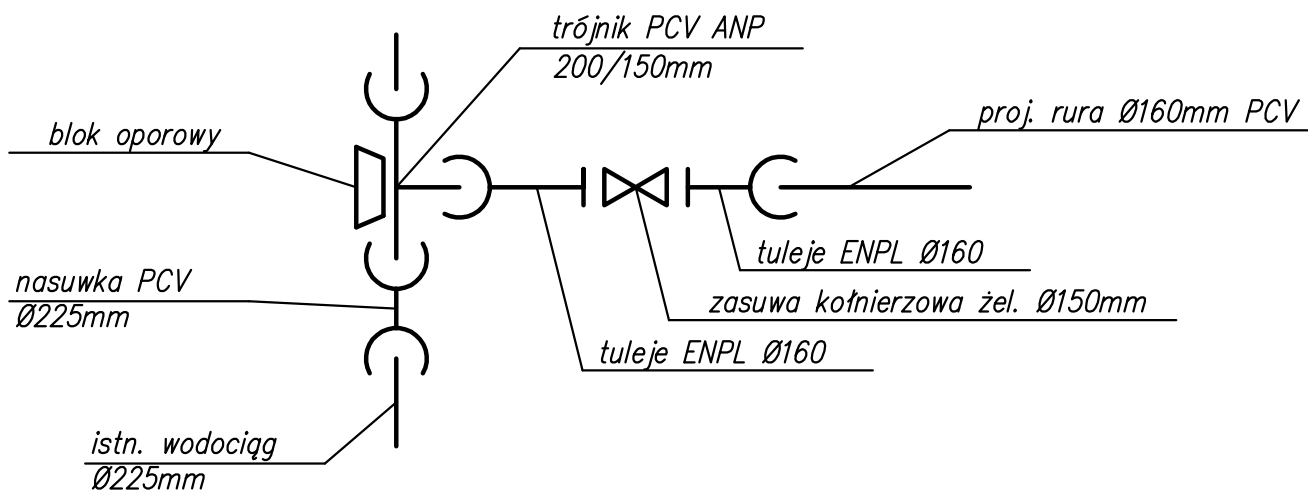 trójnik PCV ANP
200/150mm
blok oporowy
proj. rura Ø160mm PCV
tuleje ENPL Ø160
nasuwka PCV
Ø225mm
zasuwa kołnierzowa żel. Ø150mm
tuleje ENPL Ø160
istn. wodociąg
Ø225mm